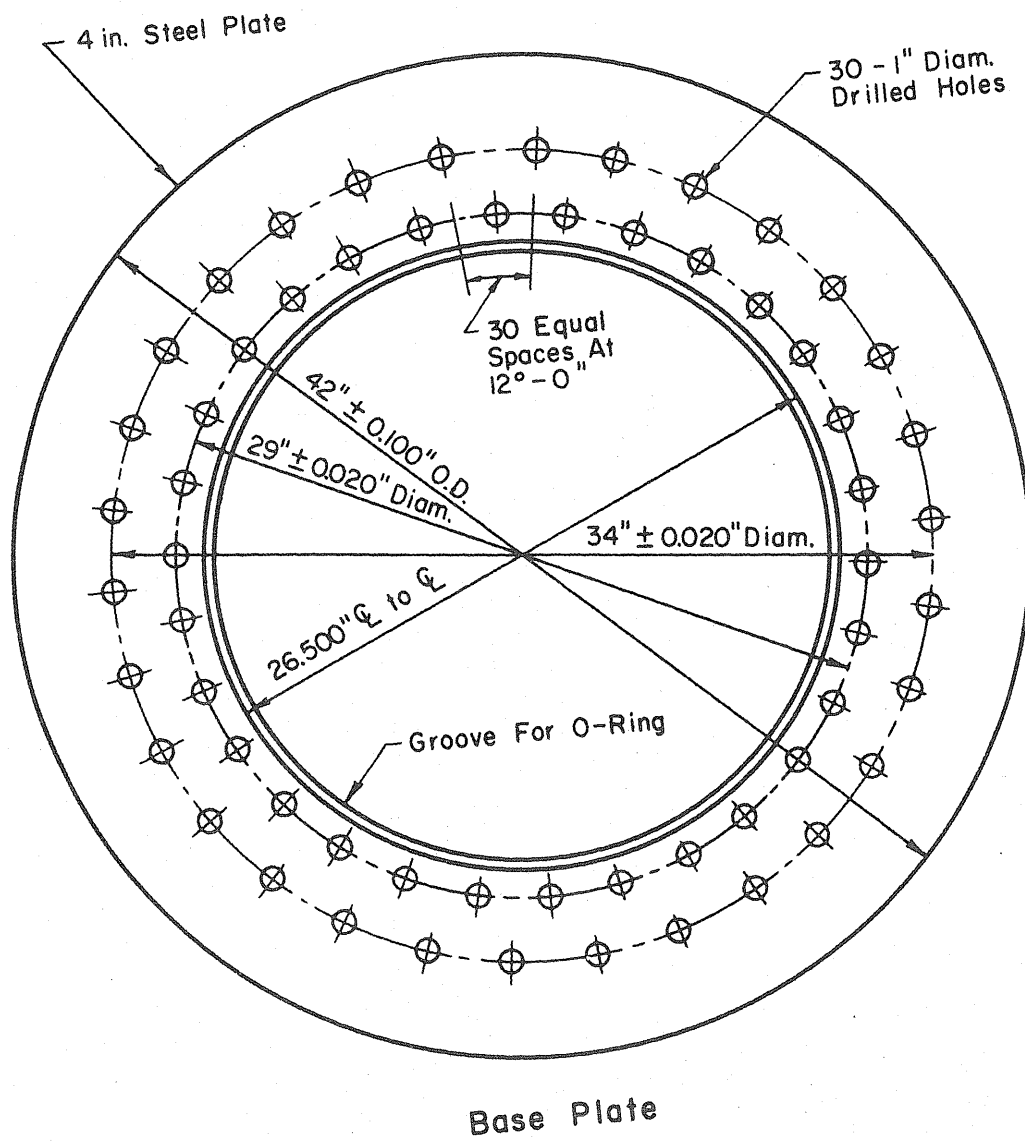 4 in. Steel Plate
30-1" Diam.
Drilled Holes
30 Equal
Spaces At
12°-0"
42" ± 0.100" O.D.
29" ± 0.020" Diam.
34" ± 0.020" Diam.
26.500" ℄ to ℄
Groove For O-Ring
Base Plate